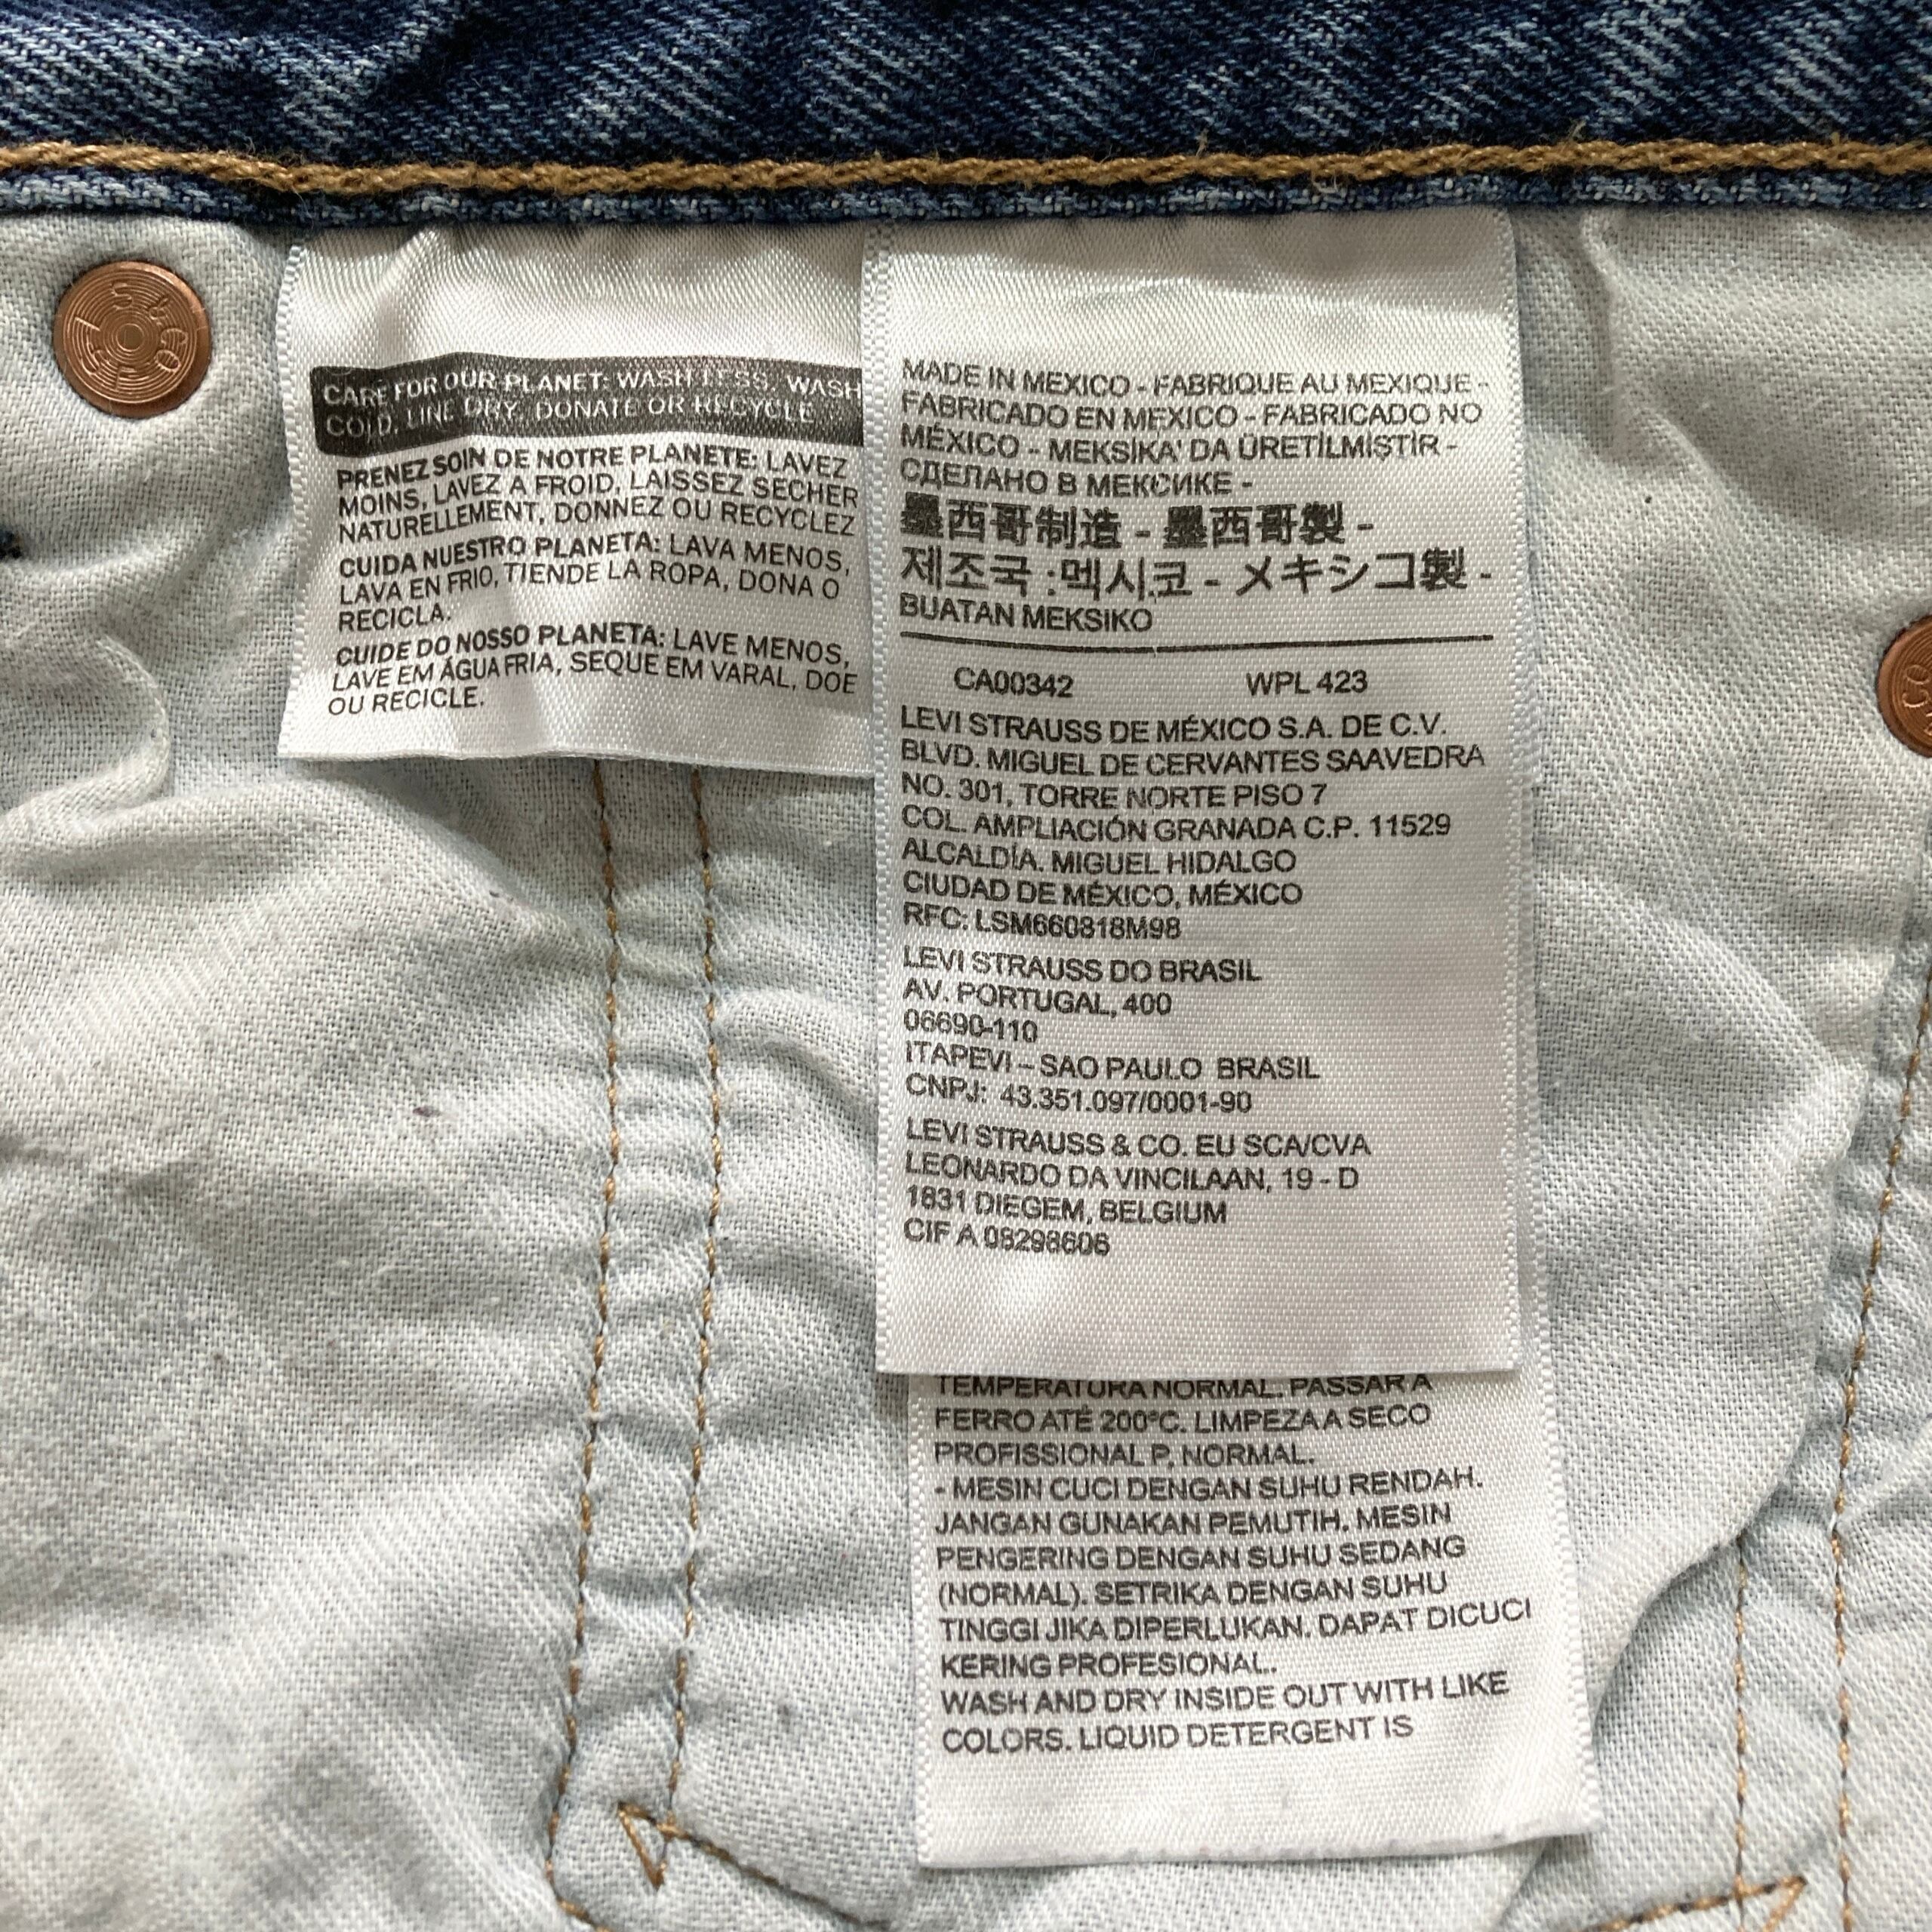 CARE FOR OUR PLANET: WASH LESS, WASH
COLD, LINE DRY, DONATE OR RECYCLE
PRENEZ SOIN DE NOTRE PLANETE: LAVEZ
MOINS, LAVEZ A FROID, LAISSEZ SECHER
NATURELLEMENT, DONNEZ OU RECYCLEZ
CUIDA NUESTRO PLANETA: LAVA MENOS,
LAVA EN FRIO, TIENDE LA ROPA, DONA O
RECICLA.
CUIDE DO NOSSO PLANETA: LAVE MENOS,
LAVE EM ÁGUA FRIA, SEQUE EM VARAL, DOE
OU RECICLE.
MADE IN MEXICO - FABRIQUE AU MEXIQUE -
FABRICADO EN MEXICO - FABRICADO NO
MÉXICO - MEKSİKA' DA ÜRETİLMİŞTİR -
СДЕЛАНО В МЕКСИКЕ -
墨西哥制造 - 墨西哥製 -
제조국 :멕시코 - メキシコ製 -
BUATAN MEKSIKO
CA00342 WPL 423
LEVI STRAUSS DE MÉXICO S.A. DE C.V.
BLVD. MIGUEL DE CERVANTES SAAVEDRA
NO. 301, TORRE NORTE PISO 7
COL. AMPLIACIÓN GRANADA C.P. 11529
ALCALDÍA. MIGUEL HIDALGO
CIUDAD DE MÉXICO, MÉXICO
RFC: LSM660818M98
LEVI STRAUSS DO BRASIL
AV. PORTUGAL, 400
06690-110
ITAPEVI – SAO PAULO BRASIL
CNPJ: 43.351.097/0001-90
LEVI STRAUSS & CO. EU SCA/CVA
LEONARDO DA VINCILAAN, 19 - D
1831 DIEGEM, BELGIUM
CIF A 08298606
TEMPERATURA NORMAL. PASSAR A
FERRO ATÉ 200°C. LIMPEZA A SECO
PROFISSIONAL P, NORMAL.
- MESIN CUCI DENGAN SUHU RENDAH.
JANGAN GUNAKAN PEMUTIH. MESIN
PENGERING DENGAN SUHU SEDANG
(NORMAL). SETRIKA DENGAN SUHU
TINGGI JIKA DIPERLUKAN. DAPAT DICUCI
KERING PROFESIONAL.
WASH AND DRY INSIDE OUT WITH LIKE
COLORS. LIQUID DETERGENT IS